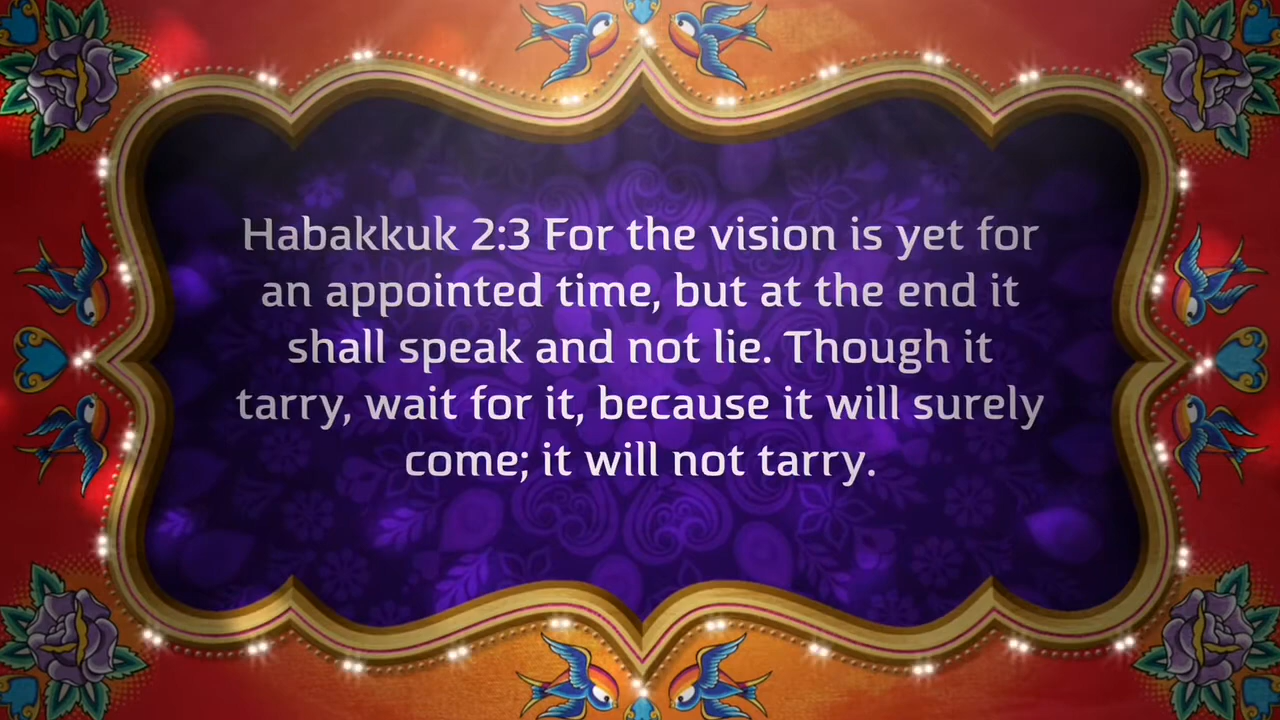 Habakkuk 2:3 For the vision is yet for
an appointed time, but at the end it
shall speak and not lie. Though it
tarry, wait for it, because it will surely
come; it will not tarry.